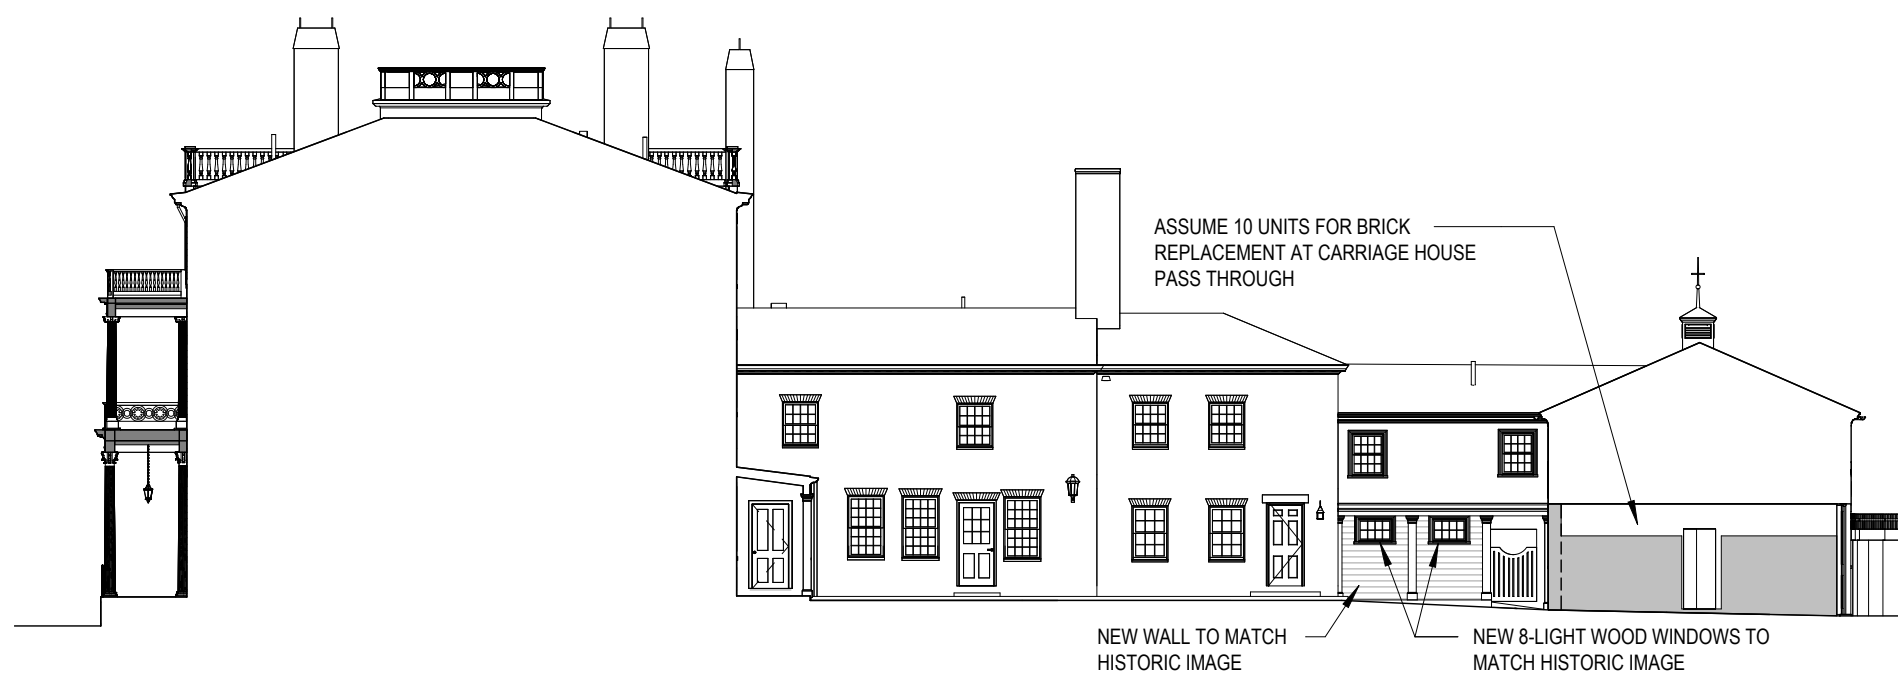 ASSUME 10 UNITS FOR BRICK
REPLACEMENT AT CARRIAGE HOUSE
PASS THROUGH
NEW WALL TO MATCH
HISTORIC IMAGE
NEW 8-LIGHT WOOD WINDOWS TO
MATCH HISTORIC IMAGE